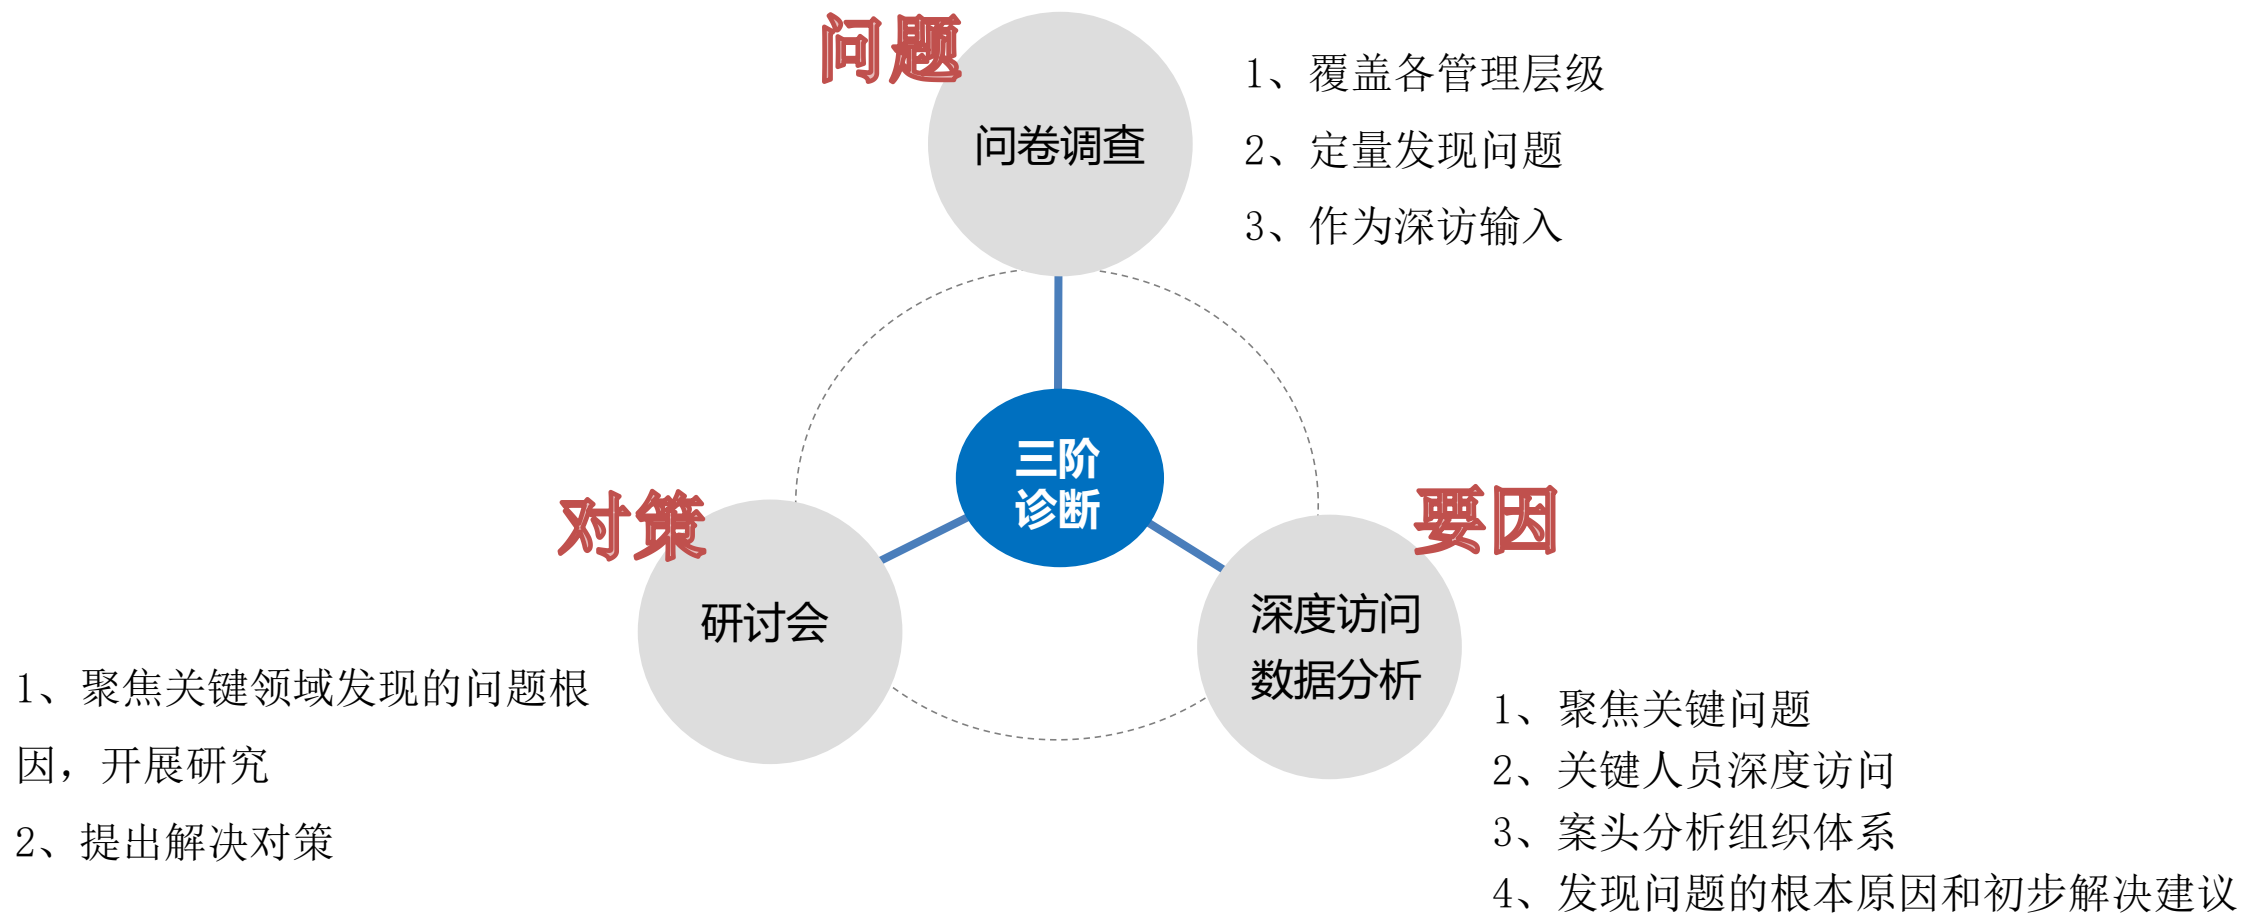 问题
问卷调查
1、覆盖各管理层级
2、定量发现问题
3、作为深访输入
三阶
诊断
对策
研讨会
1、聚焦关键领域发现的问题根
因，开展研究
2、提出解决对策
要因
深度访问
数据分析
1、聚焦关键问题
2、关键人员深度访问
3、案头分析组织体系
4、发现问题的根本原因和初步解决建议